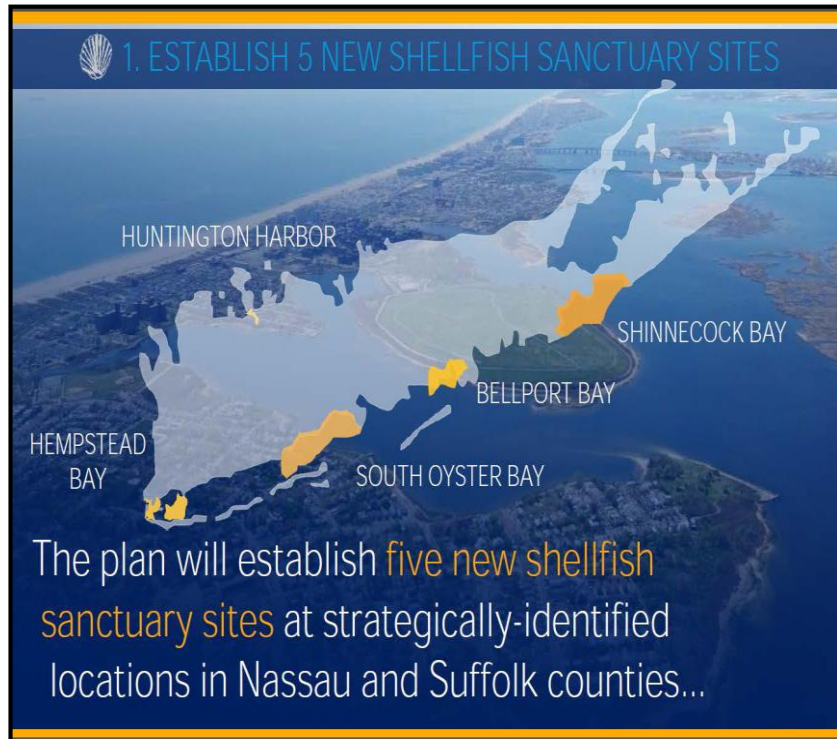 1. ESTABLISH 5 NEW SHELLFISH SANCTUARY SITES
HUNTINGTON HARBOR
SHINNECOCK BAY
BELLPORT BAY
HEMPSTEAD
BAY
SOUTH OYSTER BAY
The plan will establish five new shellfish
sanctuary sites at strategically-identified
locations in Nassau and Suffolk counties...